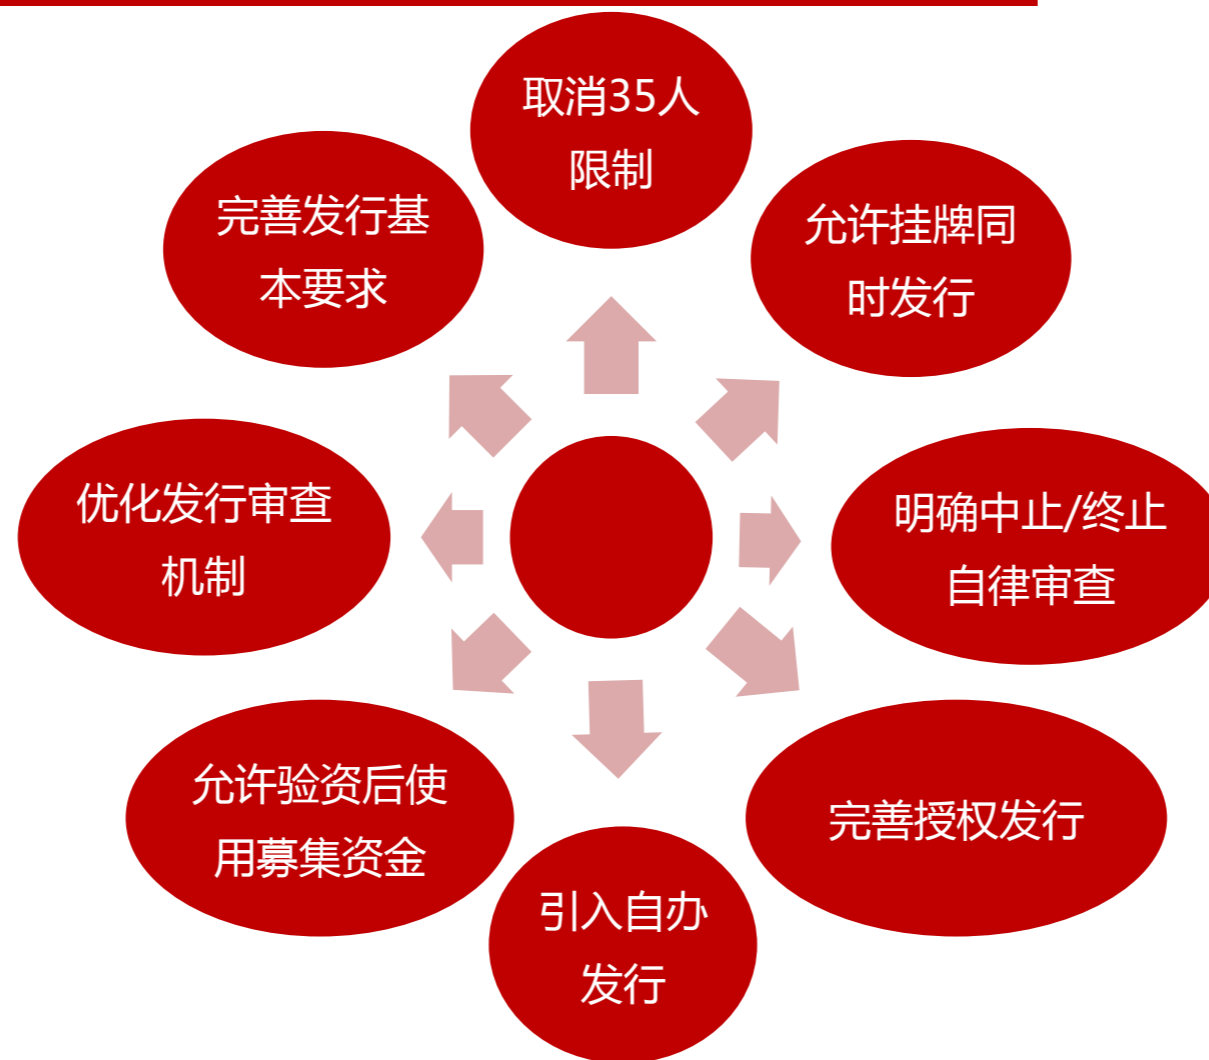 取消35人
限制
允许挂牌同
时发行
明确中止/终止
自律审查
完善授权发行
引入自办
发行
允许验资后使
用募集资金
优化发行审查
机制
完善发行基
本要求